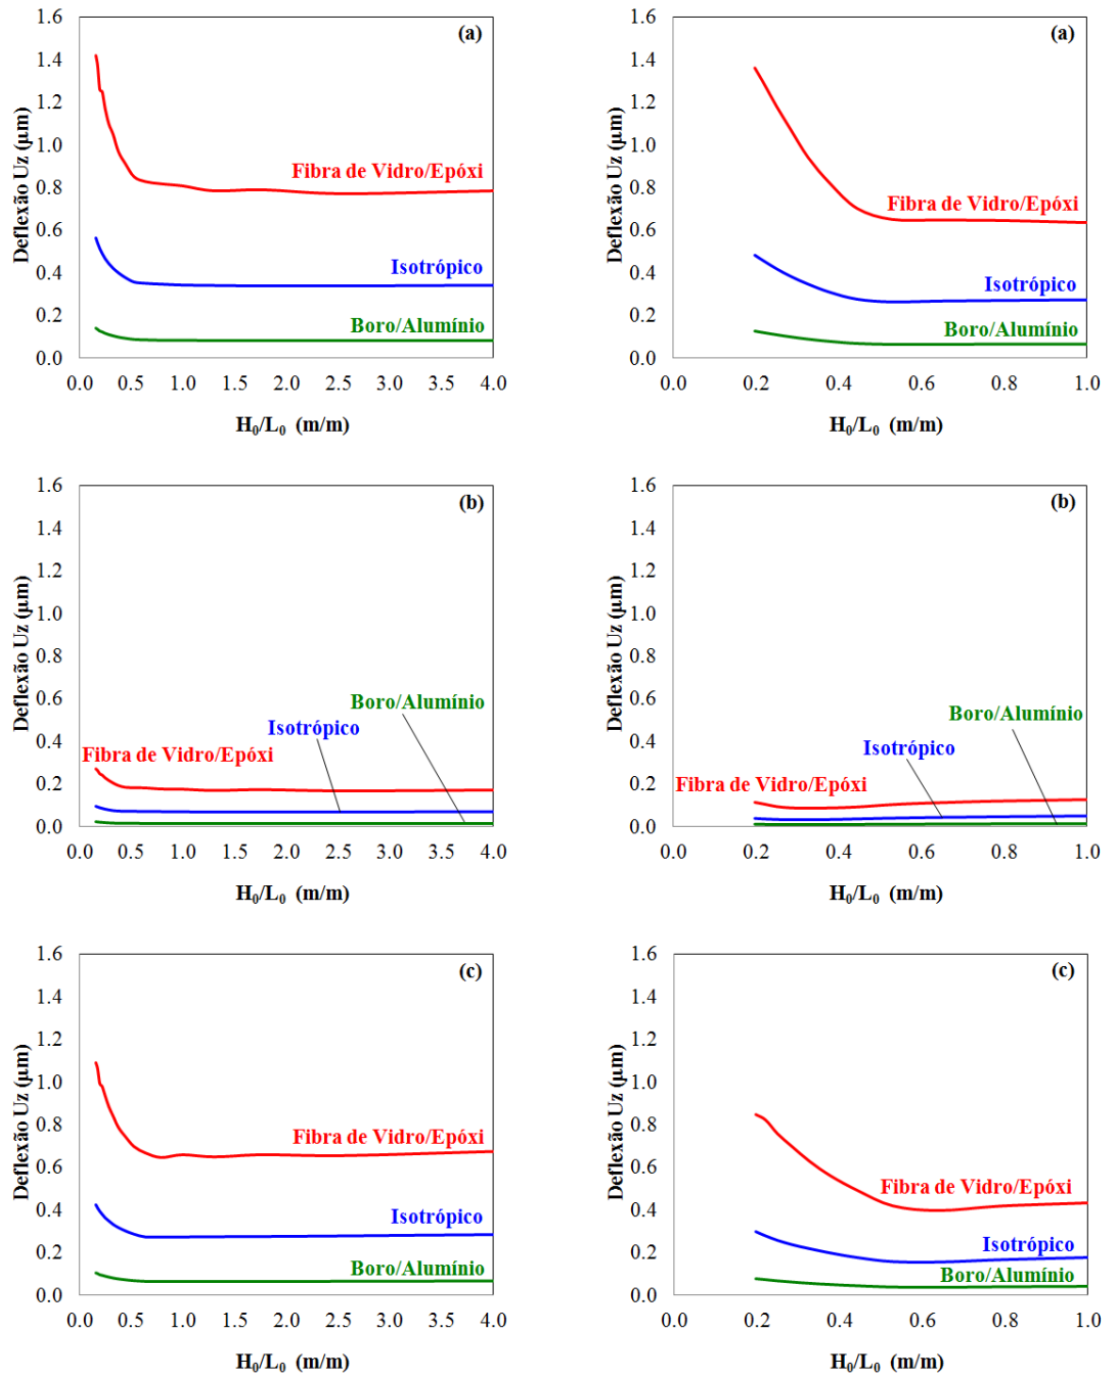 1.6
1.4
1.2
1.0
0.8
0.6
0.4
0.2
0.0
Deflexão Uz (μm)
(a)
Fibra de Vidro/Epóxi
Isotrópico
Boro/Alumínio
0.0 0.5 1.0 1.5 2.0 2.5 3.0 3.5 4.0
H₀/L₀ (m/m)
1.6
1.4
1.2
1.0
0.8
0.6
0.4
0.2
0.0
Deflexão Uz (μm)
(a)
Fibra de Vidro/Epóxi
Isotrópico
Boro/Alumínio
0.0 0.2 0.4 0.6 0.8 1.0
H₀/L₀ (m/m)
1.6
1.4
1.2
1.0
0.8
0.6
0.4
0.2
0.0
Deflexão Uz (μm)
(b)
Boro/Alumínio
Isotrópico
Fibra de Vidro/Epóxi
0.0 0.5 1.0 1.5 2.0 2.5 3.0 3.5 4.0
H₀/L₀ (m/m)
1.6
1.4
1.2
1.0
0.8
0.6
0.4
0.2
0.0
Deflexão Uz (μm)
(b)
Boro/Alumínio
Isotrópico
Fibra de Vidro/Epóxi
0.0 0.2 0.4 0.6 0.8 1.0
H₀/L₀ (m/m)
1.6
1.4
1.2
1.0
0.8
0.6
0.4
0.2
0.0
Deflexão Uz (μm)
(c)
Fibra de Vidro/Epóxi
Isotrópico
Boro/Alumínio
0.0 0.5 1.0 1.5 2.0 2.5 3.0 3.5 4.0
H₀/L₀ (m/m)
1.6
1.4
1.2
1.0
0.8
0.6
0.4
0.2
0.0
Deflexão Uz (μm)
(c)
Fibra de Vidro/Epóxi
Isotrópico
Boro/Alumínio
0.0 0.2 0.4 0.6 0.8 1.0
H₀/L₀ (m/m)